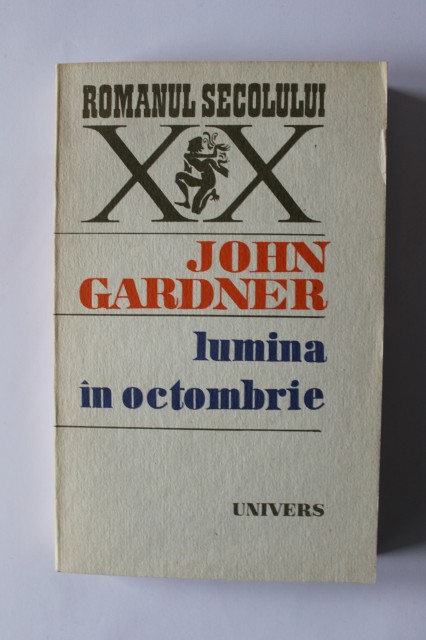 ROMANUL SECOLULUI
XX
JOHN
GARDNER
lumina
în octombrie
UNIVERS